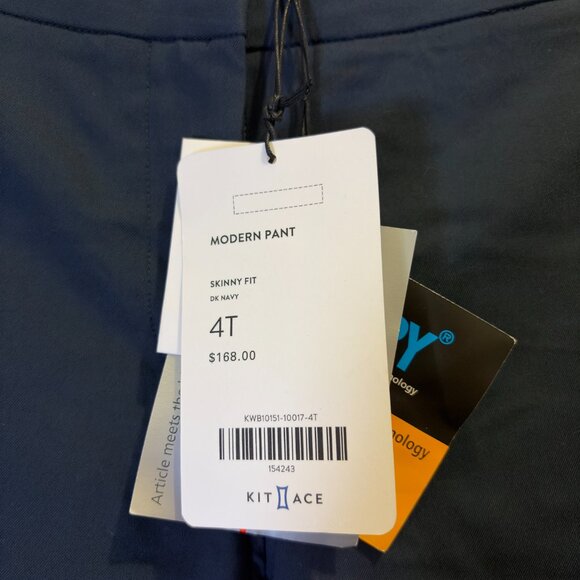 MODERN PANT
SKINNY FIT
DK NAVY
4T
$168.00
KWB10151-10017-4T
154243
KIT ACE
PY®
nology
nology
Article meets the